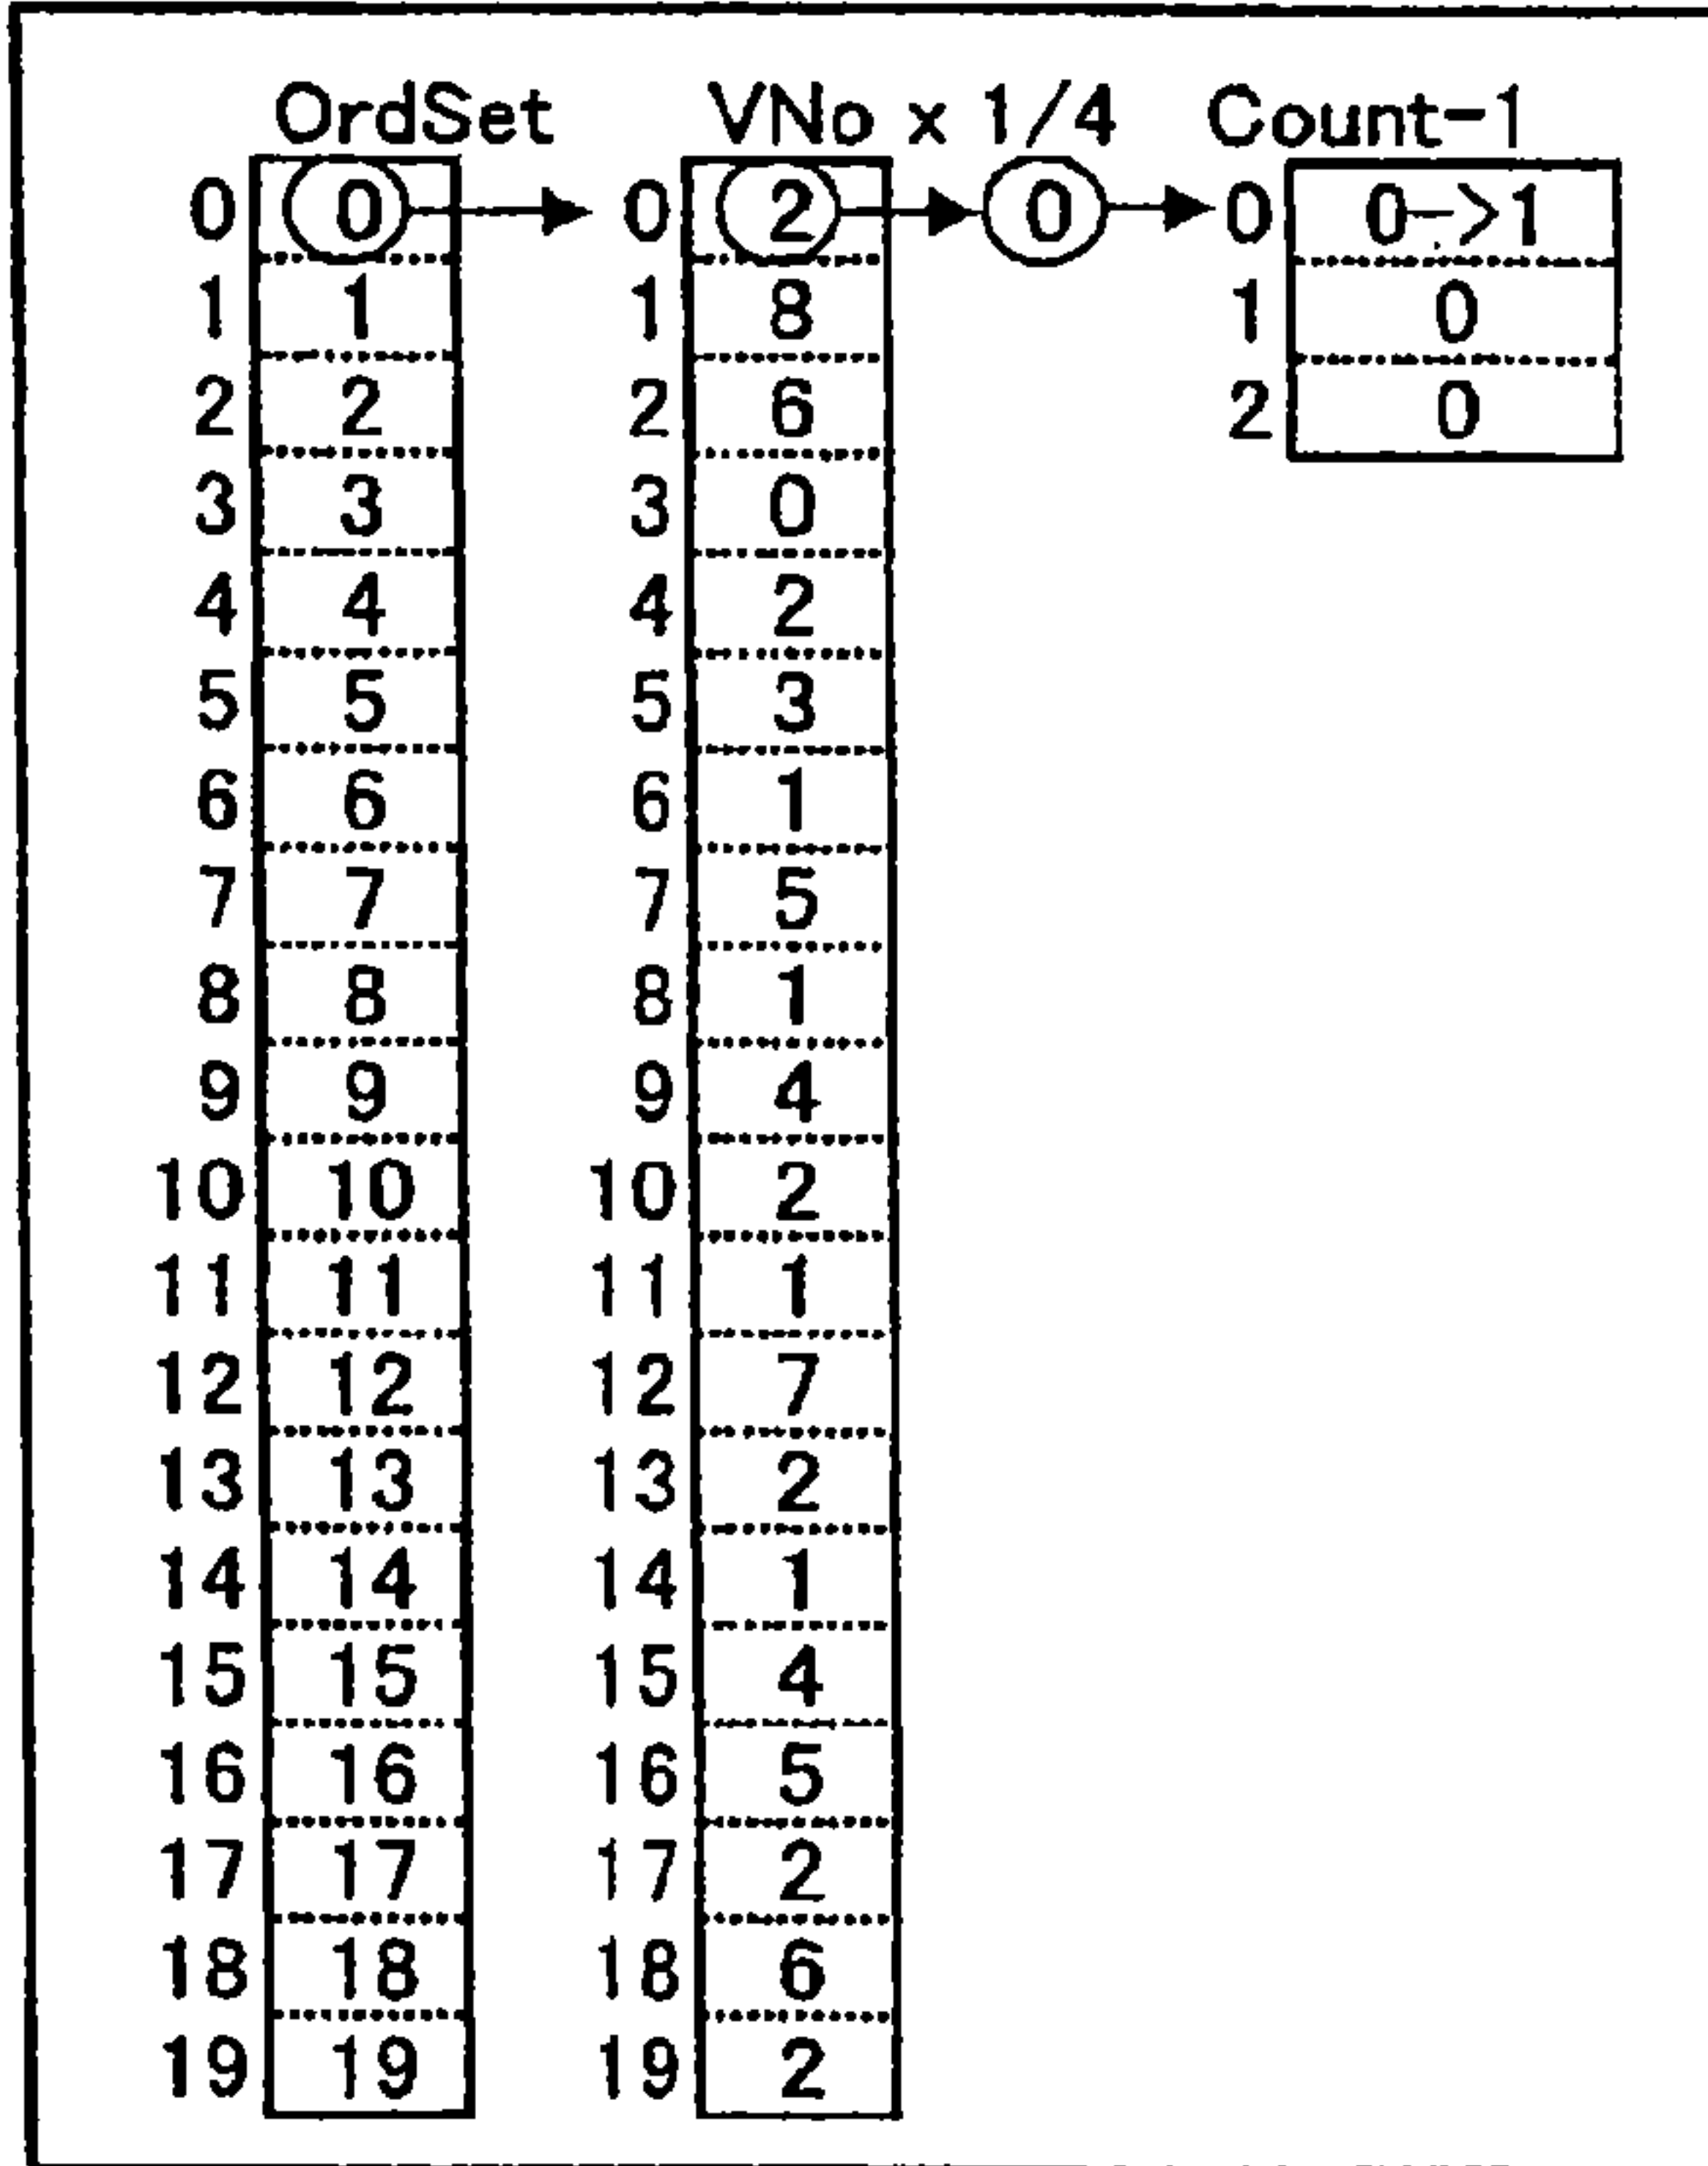 OrdSet VNo x 1/4 Count-1
0 0 0 2 0 0 0->1
1 1 1 8 1 0
2 2 2 6 2 0
3 3 3 0
4 4 4 2
5 5 5 3
6 6 6 1
7 7 7 5
8 8 8 1
9 9 9 4
10 10 10 2
11 11 11 1
12 12 12 7
13 13 13 2
14 14 14 1
15 15 15 4
16 16 16 5
17 17 17 2
18 18 18 6
19 19 19 2